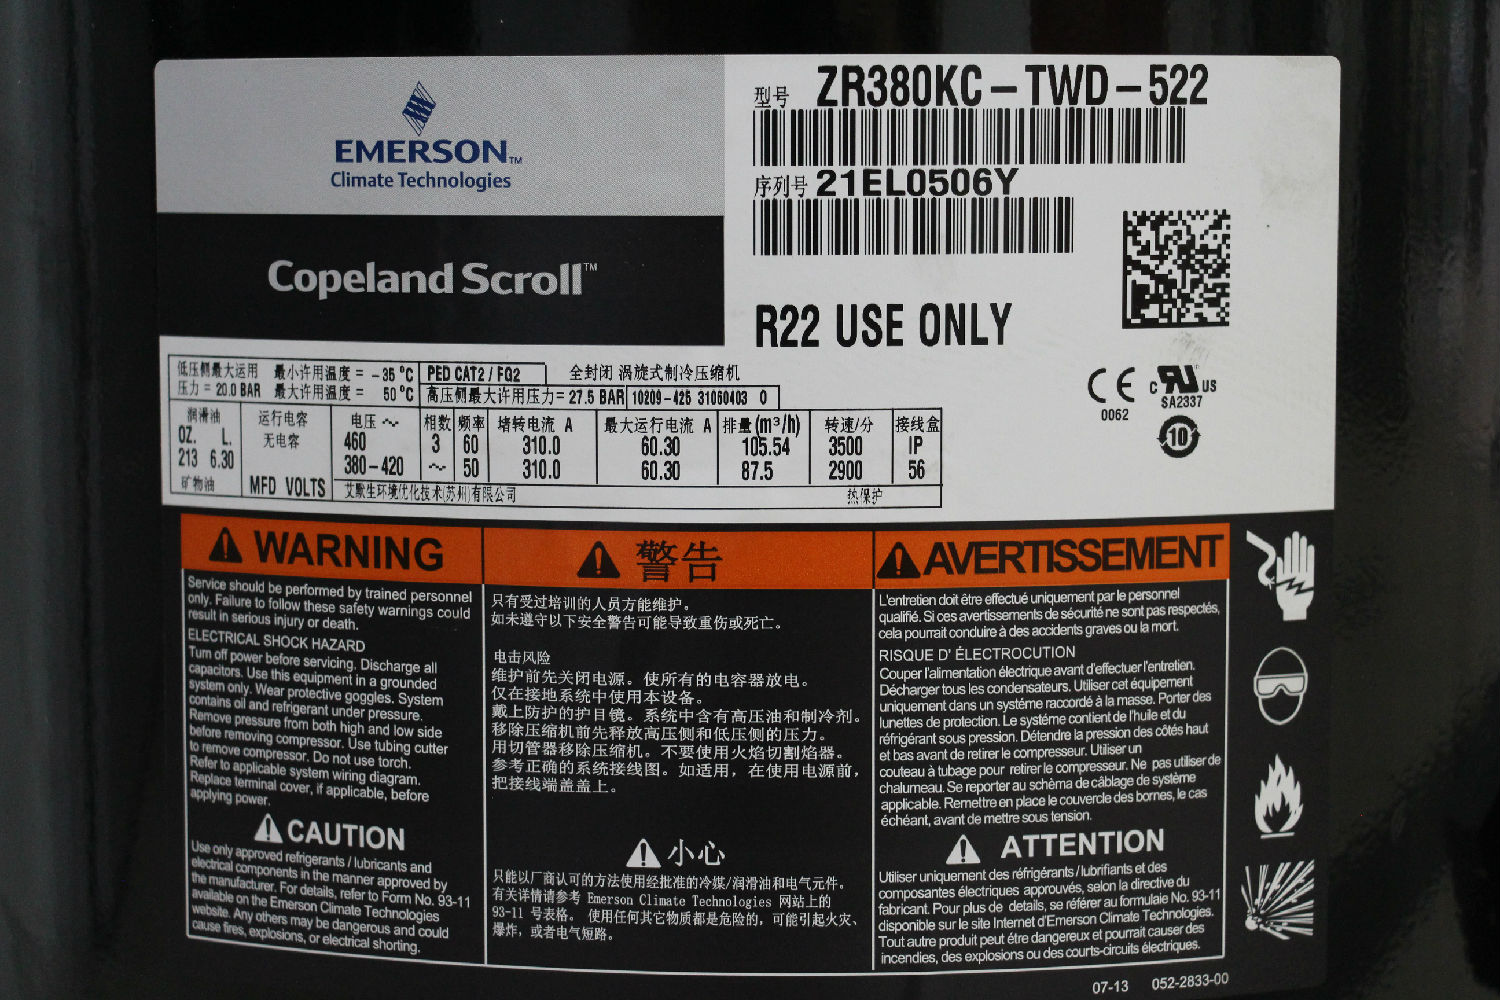 EMERSON™
Climate Technologies
Copeland Scroll™
型号 ZR380KC-TWD-522
序列号 21EL0506Y
R22 USE ONLY
CE
0062
c RU US
SA2337
10
低压侧最大运用 最小许用温度 = -35 °C PED CAT2 / FQ2 全封闭 涡旋式制冷压缩机
压力 = 20.0 BAR 最大许用温度 = 50 °C 高压侧最大许用压力= 27.5 BAR 10209-425 31060403 0
润滑油 运行电容 电压 ~ 相数 频率 堵转电流 A 最大运行电流 A 排量(m³/h) 转速/分 接线盒
OZ. L. 无电容 460 3 60 310.0 60.30 105.54 3500 IP
213 6.30 380-420 ~ 50 310.0 60.30 87.5 2900 56
矿物油 MFD VOLTS 艾默生环境优化技术(苏州)有限公司 热保护
WARNING
Service should be performed by trained personnel
only. Failure to follow these safety warnings could
result in serious injury or death.
ELECTRICAL SHOCK HAZARD
Turn off power before servicing. Discharge all
capacitors. Use this equipment in a grounded
system only. Wear protective goggles. System
contains oil and refrigerant under pressure.
Remove pressure from both high and low side
before removing compressor. Use tubing cutter
to remove compressor. Do not use torch.
Refer to applicable system wiring diagram.
Replace terminal cover, if applicable, before
applying power.
CAUTION
Use only approved refrigerants / lubricants and
electrical components in the manner approved by
the manufacturer. For details, refer to Form No. 93-11
available on the Emerson Climate Technologies
website. Any others may be dangerous and could
cause fires, explosions, or electrical shorting.
警告
只有受过培训的人员方能维护。
如未遵守以下安全警告可能导致重伤或死亡。
电击风险
维护前先关闭电源。使所有的电容器放电。
仅在接地系统中使用本设备。
戴上防护的护目镜。系统中含有高压油和制冷剂。
移除压缩机前先释放高压侧和低压侧的压力。
用切管器移除压缩机。不要使用火焰切割焰器。
参考正确的系统接线图。如适用，在使用电源前，
把接线端盖盖上。
小心
只能以厂商认可的方法使用经批准的冷媒/润滑油和电气元件。
有关详情请参考 Emerson Climate Technologies 网站上的
93-11 号表格。 使用任何其它物质都是危险的，可能引起火灾、
爆炸，或者电气短路。
AVERTISSEMENT
L'entretien doit être effectué uniquement par le personnel
qualifié. Si ces avertissements de sécurité ne sont pas respectés,
cela pourrait conduire à des accidents graves ou la mort.
RISQUE D' ÉLECTROCUTION
Couper l'alimentation électrique avant d'effectuer l'entretien.
Décharger tous les condensateurs. Utiliser cet équipement
uniquement dans un système raccordé à la masse. Porter des
lunettes de protection. Le système contient de l'huile et du
réfrigérant sous pression. Détendre la pression des côtés haut
et bas avant de retirer le compresseur. Utiliser un
couteau à tubage pour retirer le compresseur. Ne pas utiliser de
chalumeau. Se reporter au schèma de câblage de système
applicable. Remettre en place le couvercle des bornes, le cas
échéant, avant de mettre sous tension.
ATTENTION
Utiliser uniquement des réfrigérants / lubrifiants et des
composantes électriques approuvés, selon la directive du
fabricant. Pour plus de details, se référer au formulaie No. 93-11
disponible sur le site Internet d'Emerson Climate Technologies.
Tout autre produit peut être dangereux et pourrait causer des
incendies, des explosions ou des courts-circuits électriques.
07-13 052-2833-00